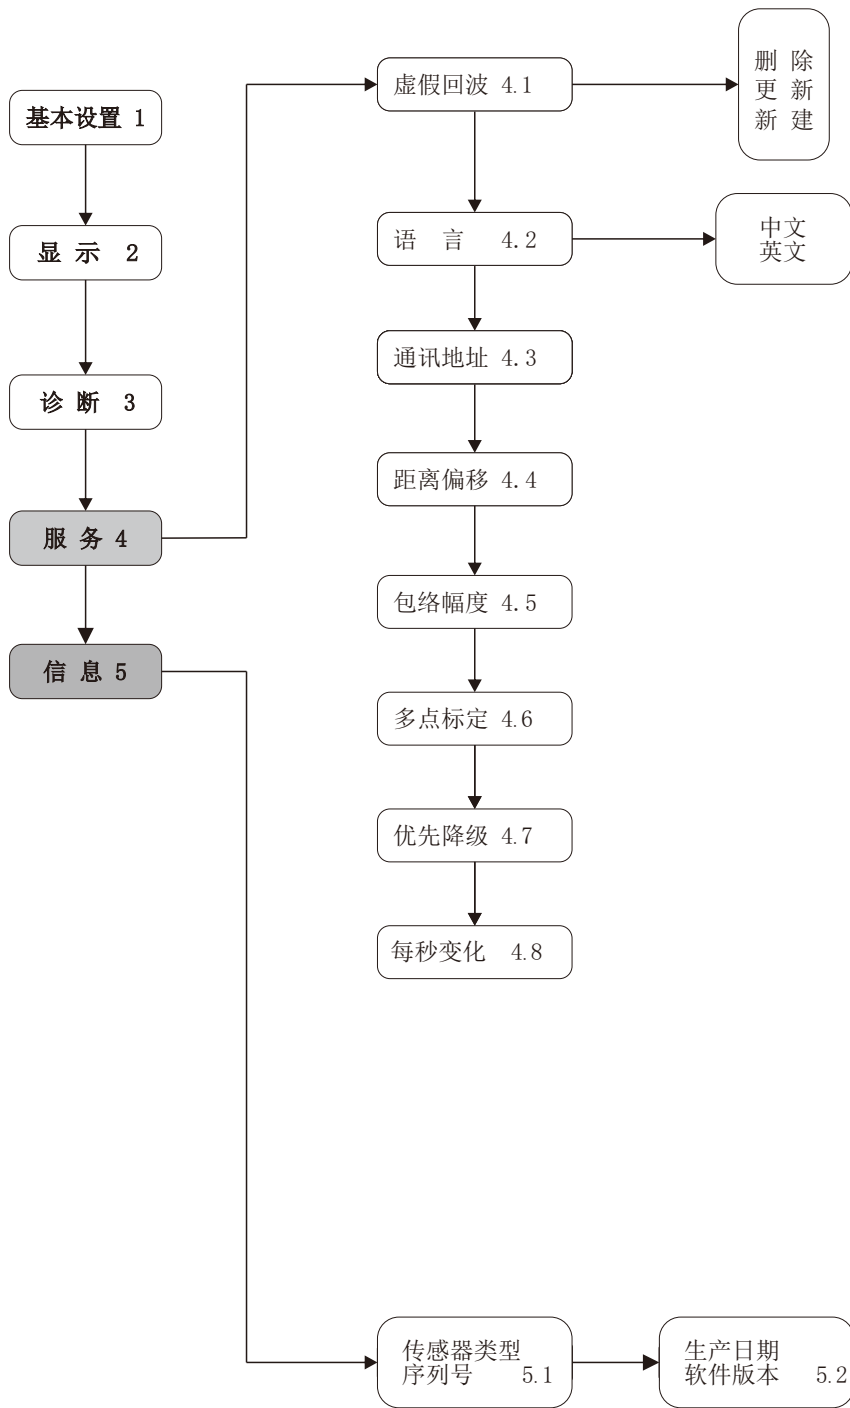 基本设置 1
显 示 2
诊 断 3
服 务 4
信 息 5
虚假回波 4.1
删 除
更 新
新 建
语 言 4.2
中文
英文
通讯地址 4.3
距离偏移 4.4
包络幅度 4.5
多点标定 4.6
优先降级 4.7
每秒变化 4.8
传感器类型
序列号 5.1
生产日期
软件版本 5.2